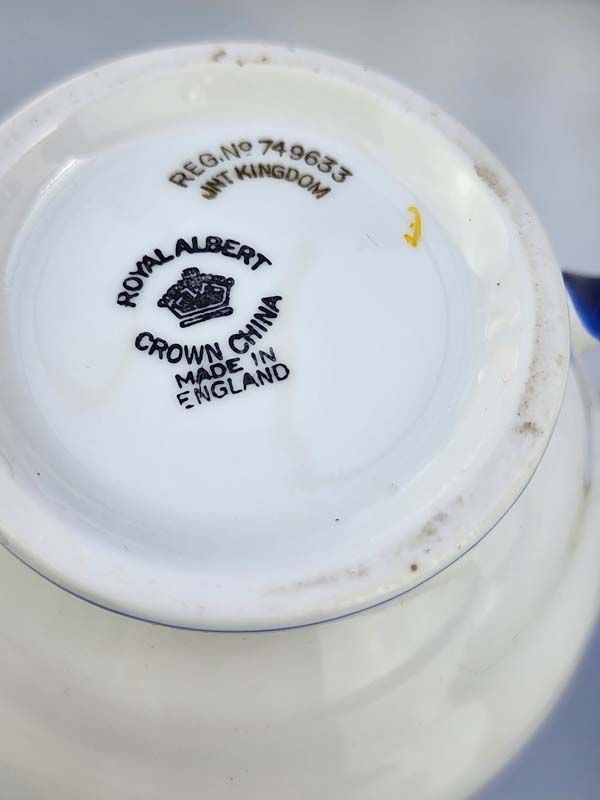 REG. Nº 749633
UNT KINGDOM
ROYAL ALBERT
CROWN CHINA
MADE IN
ENGLAND